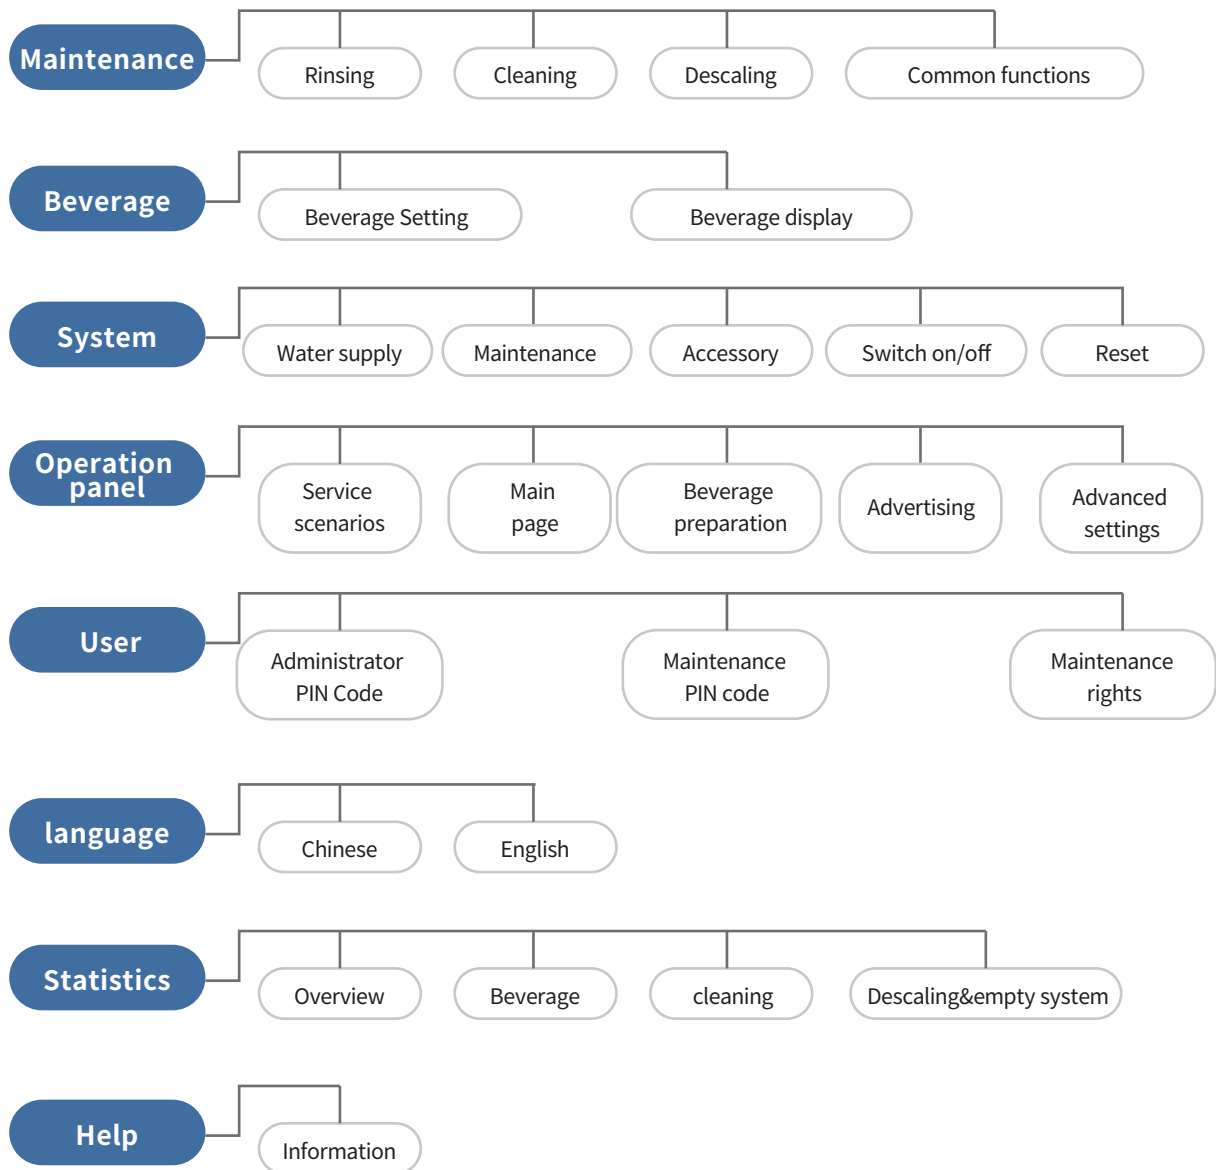 Maintenance
Rinsing
Cleaning
Descaling
Common functions
Beverage
Beverage Setting
Beverage display
System
Water supply
Maintenance
Accessory
Switch on/off
Reset
Operation
panel
Service
scenarios
Main
page
Beverage
preparation
Advertising
Advanced
settings
User
Administrator
PIN Code
Maintenance
PIN code
Maintenance
rights
language
Chinese
English
Statistics
Overview
Beverage
cleaning
Descaling&empty system
Help
Information